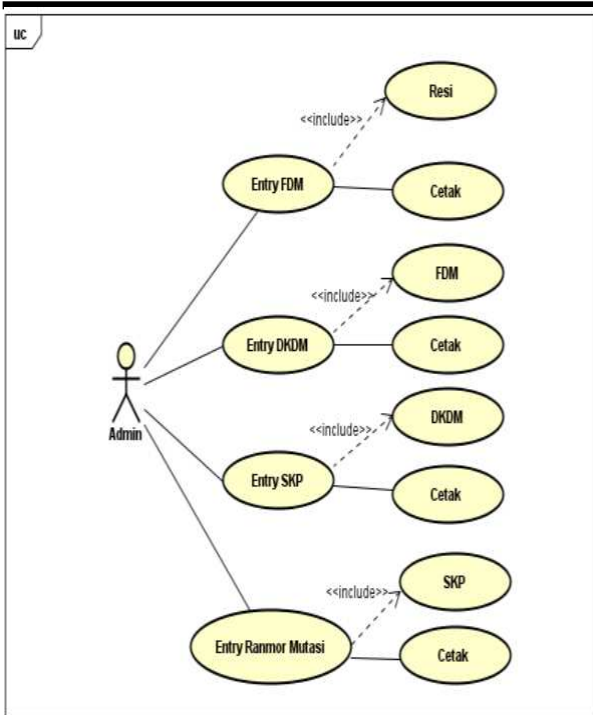 uc
Resi
<<include>>
Entry FDM
Cetak
FDM
<<include>>
Entry DKDM
Cetak
Admin
DKDM
<<include>>
Entry SKP
Cetak
SKP
<<include>>
Entry Ranmor Mutasi
Cetak